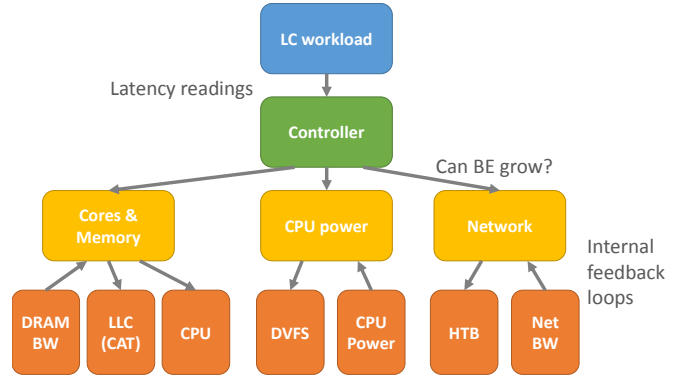 LC workload
Latency readings
Controller
Can BE grow?
Cores &
Memory
CPU power
Network
Internal
feedback
loops
DRAM
BW
LLC
(CAT)
CPU
DVFS
CPU
Power
HTB
Net
BW